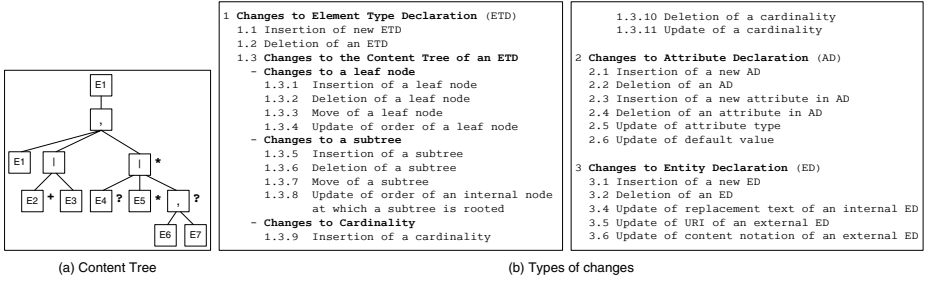 E1
,
E1
|
|
*
E2
+
E3
E4
?
E5
*
,
?
E6
E7
(a) Content Tree
1 Changes to Element Type Declaration (ETD)
1.1 Insertion of new ETD
1.2 Deletion of an ETD
1.3 Changes to the Content Tree of an ETD
- Changes to a leaf node
1.3.1 Insertion of a leaf node
1.3.2 Deletion of a leaf node
1.3.3 Move of a leaf node
1.3.4 Update of order of a leaf node
- Changes to a subtree
1.3.5 Insertion of a subtree
1.3.6 Deletion of a subtree
1.3.7 Move of a subtree
1.3.8 Update of order of an internal node
at which a subtree is rooted
- Changes to Cardinality
1.3.9 Insertion of a cardinality
1.3.10 Deletion of a cardinality
1.3.11 Update of a cardinality
2 Changes to Attribute Declaration (AD)
2.1 Insertion of a new AD
2.2 Deletion of an AD
2.3 Insertion of a new attribute in AD
2.4 Deletion of an attribute in AD
2.5 Update of attribute type
2.6 Update of default value
3 Changes to Entity Declaration (ED)
3.1 Insertion of a new ED
3.2 Deletion of an ED
3.4 Update of replacement text of an internal ED
3.5 Update of URI of an external ED
3.6 Update of content notation of an external ED
(b) Types of changes